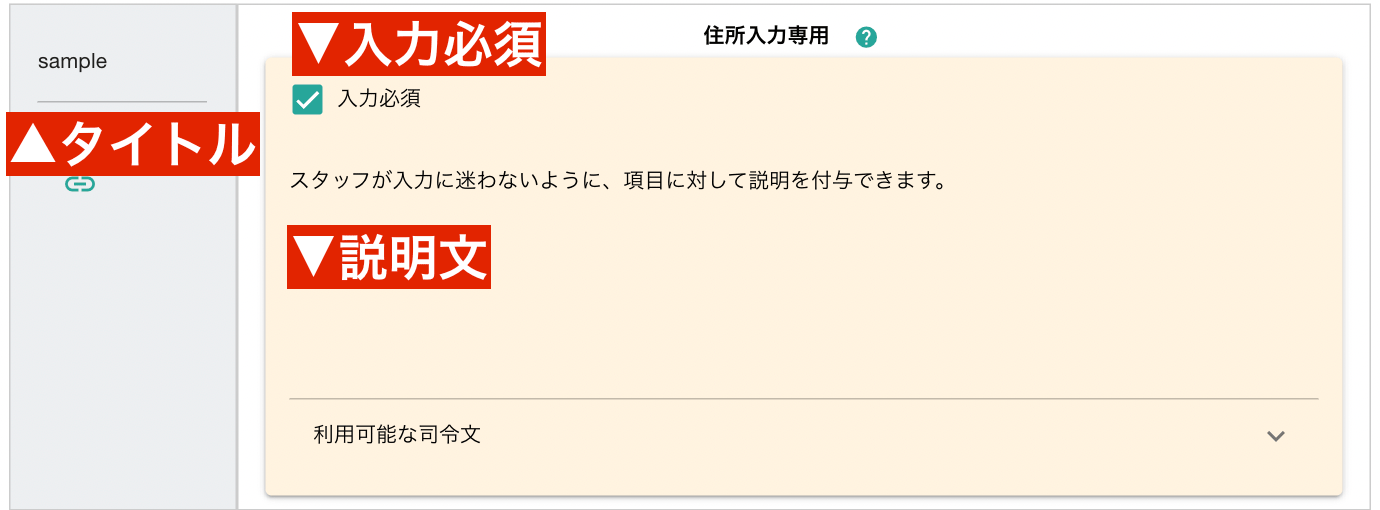 sample
▲タイトル
▼入力必須
住所入力専用 ?
入力必須
スタッフが入力に迷わないように、項目に対して説明を付与できます。
▼説明文
利用可能な司令文